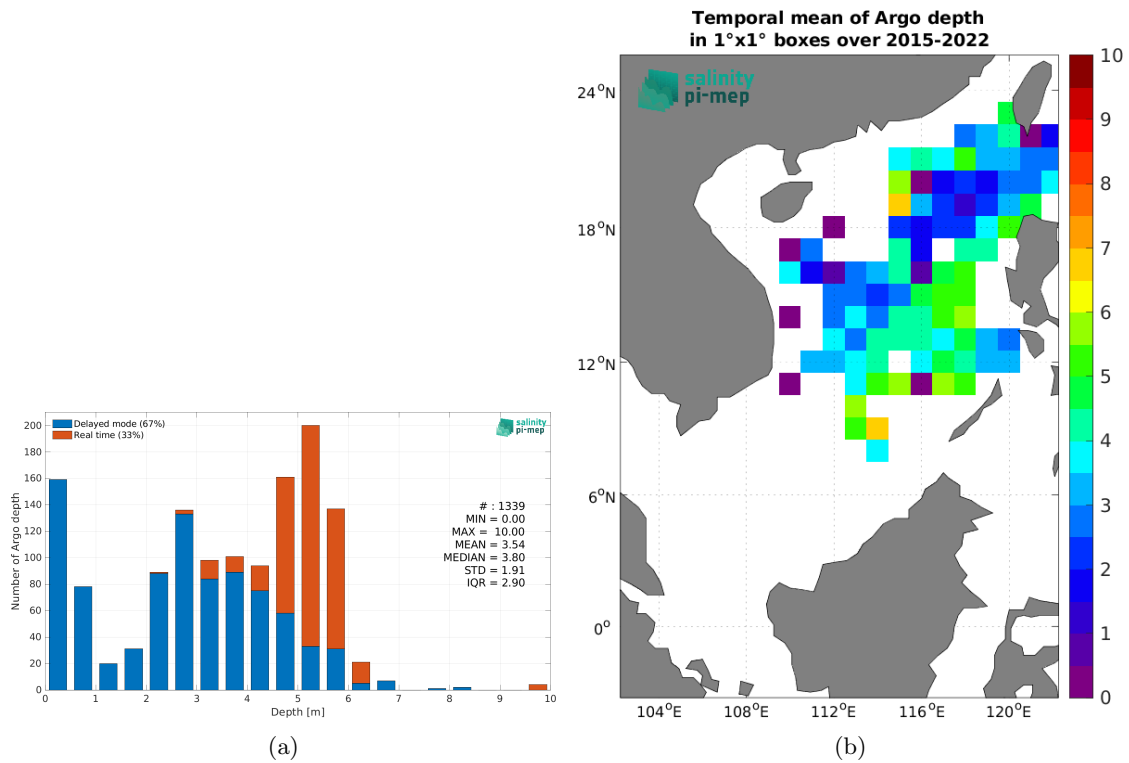 Temporal mean of Argo depth
in 1°x1° boxes over 2015-2022
salinity
pi-mep
24°N
18°N
12°N
6°N
0°
104°E
108°E
112°E
116°E
120°E
10
9
8
7
6
5
4
3
2
1
0
Delayed mode (67%)
Real time (33%)
salinity
pi-mep
# : 1339
MIN = 0.00
MAX = 10.00
MEAN = 3.54
MEDIAN = 3.80
STD = 1.91
IQR = 2.90
Number of Argo depth
200
180
160
140
120
100
80
60
40
20
0
0 1 2 3 4 5 6 7 8 9 10
Depth [m]
(a)
(b)